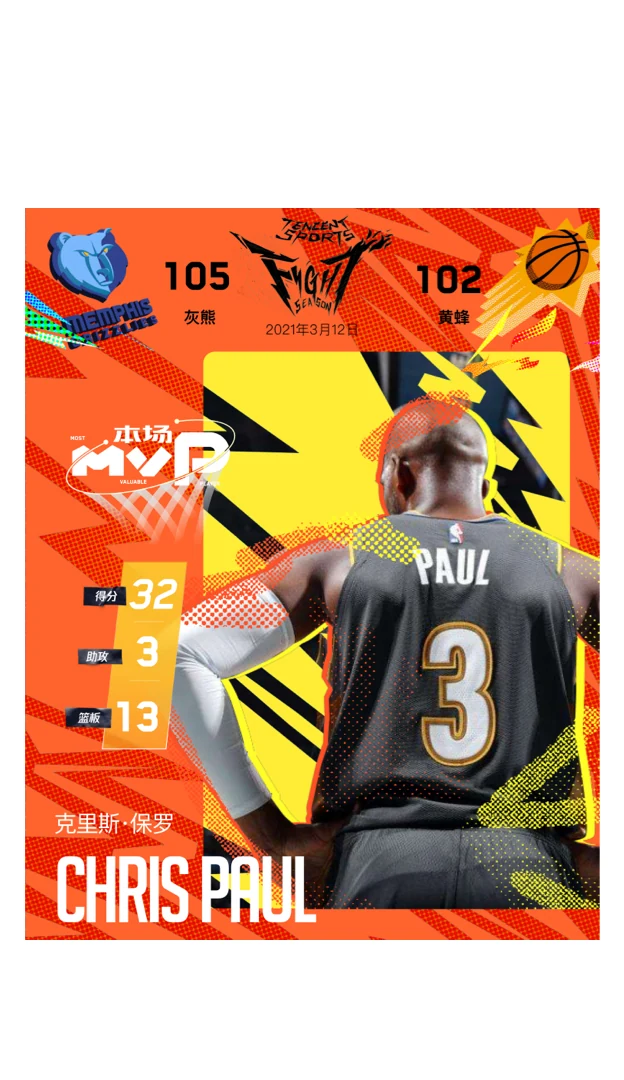 TENCENT
SPORTS
FIGHT
SEASON
105
102
灰熊
黄蜂
2021年3月12日
MEMPHIS
GRIZZLIES
本场
MOST
MVP
VALUABLE
PAUL
3
得分 32
助攻 3
篮板 13
克里斯·保罗
CHRIS PAUL